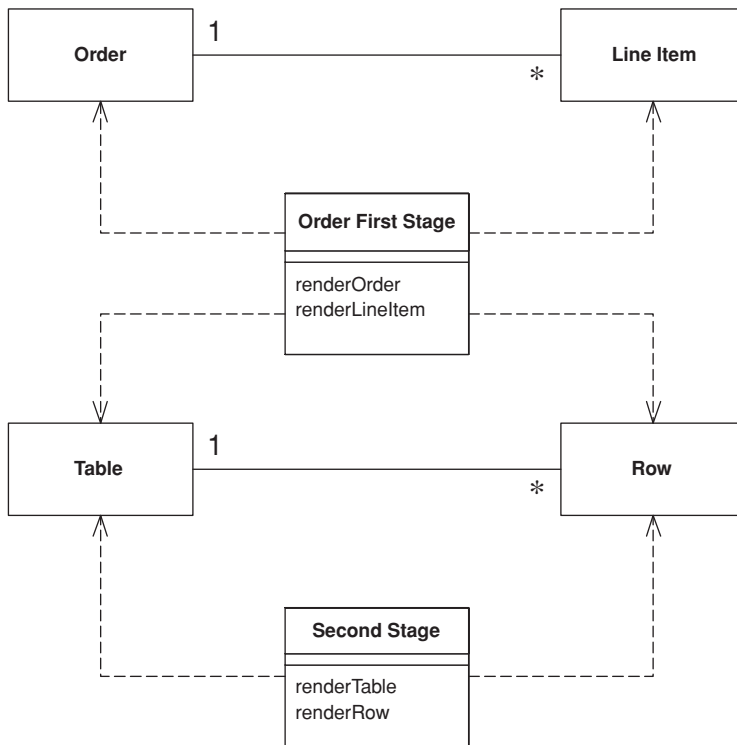 1
Order
Line Item
*
Order First Stage
renderOrder
renderLineItem
1
Table
Row
*
Second Stage
renderTable
renderRow